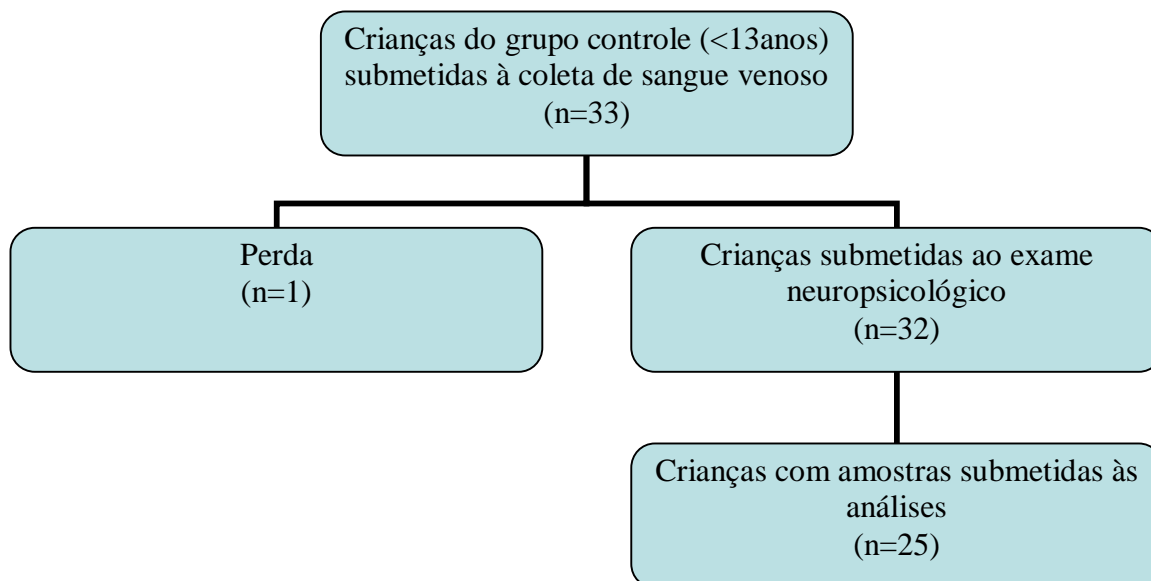 Crianças do grupo controle (<13anos)
submetidas à coleta de sangue venoso
(n=33)
Perda
(n=1)
Crianças submetidas ao exame
neuropsicológico
(n=32)
Crianças com amostras submetidas às
análises
(n=25)